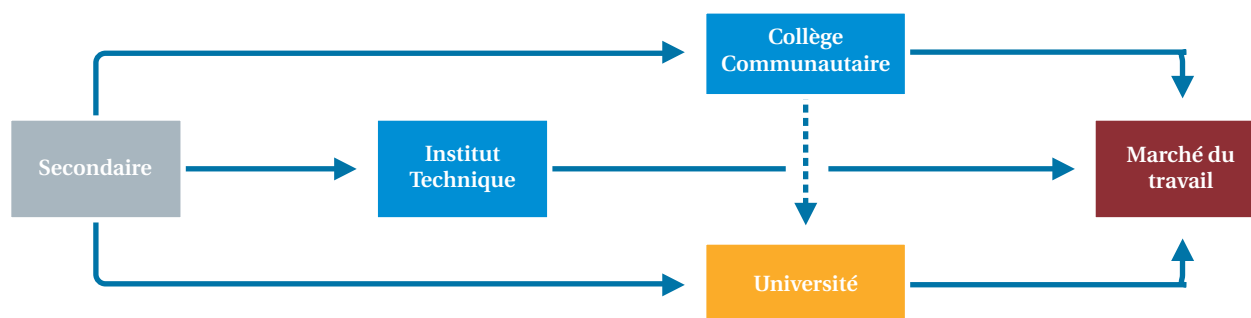 Collège
Communautaire
Secondaire
Institut
Technique
Marché du
travail
Université